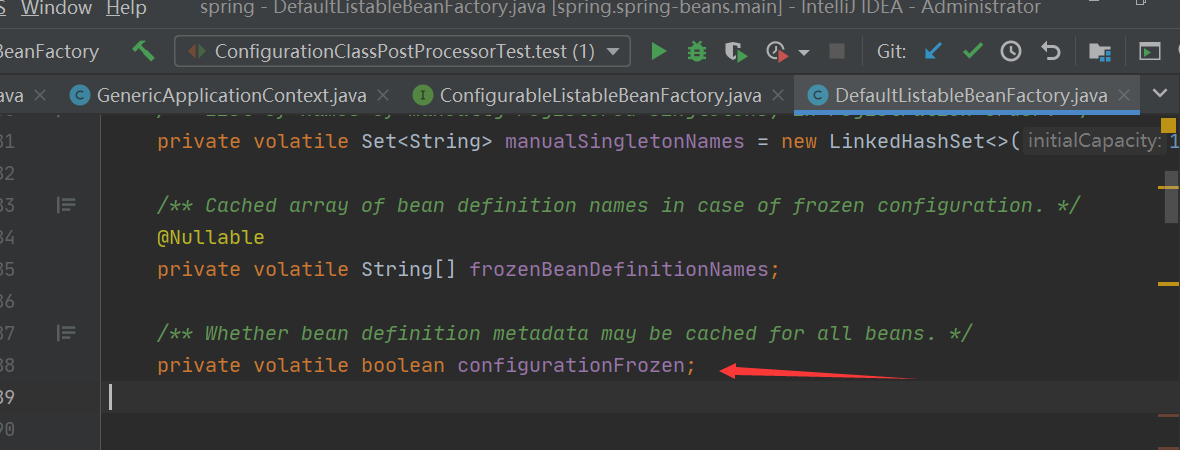 s Window Help spring - DefaultListableBeanFactory.java [spring.spring-beans.main] - IntelliJ IDEA - Administrator
BeanFactory ConfigurationClassPostProcessorTest.test (1) Git:
ava GenericApplicationContext.java ConfigurableListableBeanFactory.java DefaultListableBeanFactory.java
31 private volatile Set<String> manualSingletonNames = new LinkedHashSet<>( initialCapacity: 1
32
33 /** Cached array of bean definition names in case of frozen configuration. */
34 @Nullable
35 private volatile String[] frozenBeanDefinitionNames;
36
37 /** Whether bean definition metadata may be cached for all beans. */
38 private volatile boolean configurationFrozen;
39
90